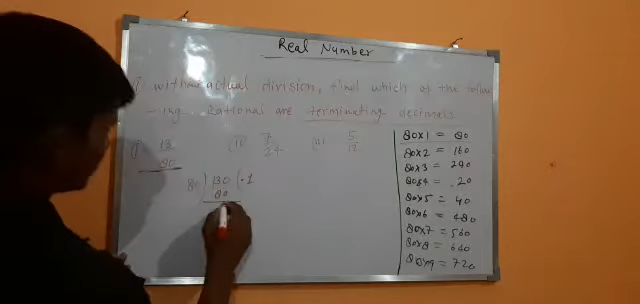 Real Number
1) without actual division, find which of the follow
-ing Rational are terminating decimals
i) 13/80 (ii) 7/24 (iii) 5/12
80) 130 (.1
80
80x1 = 80
80x2 = 160
80x3 = 240
80x4 = 20
80x5 = 40
80x6 = 480
80x7 = 560
80x8 = 640
80x9 = 720